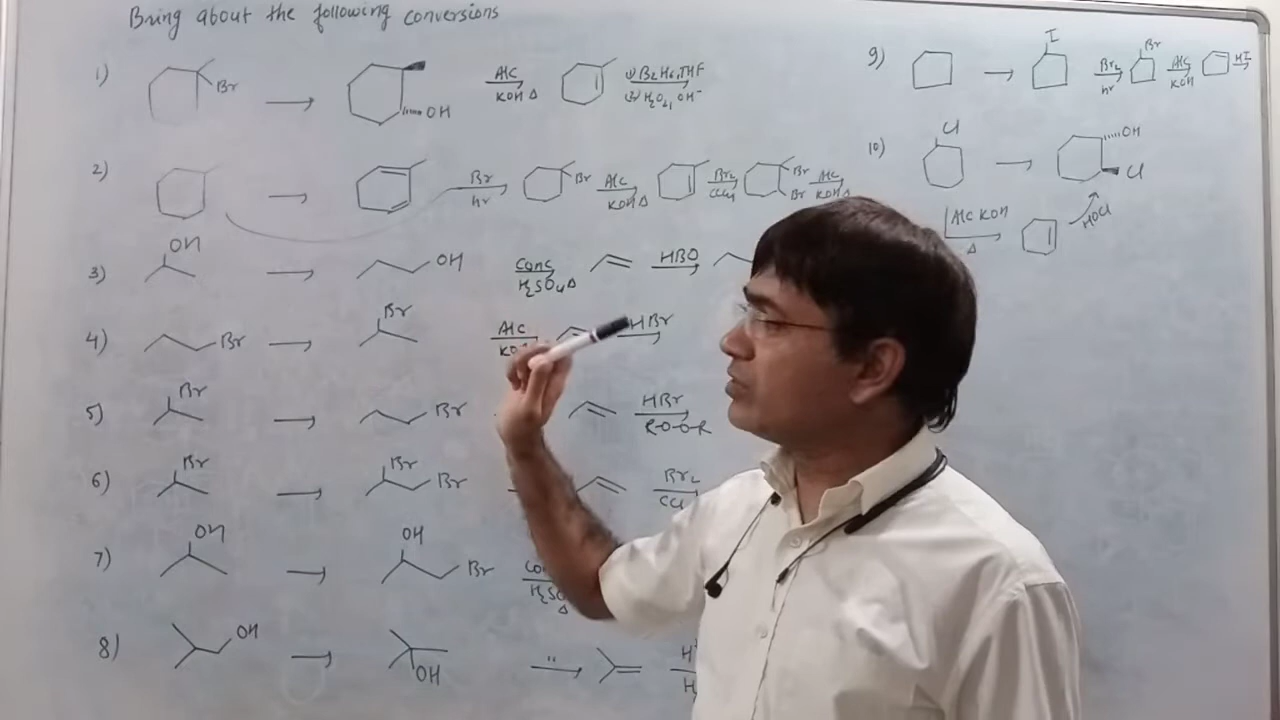 Bring about the following conversions
1) Br → OH Alc KOH Δ 1) B2H6, THF 2) H2O2, OH-
2) → Br hν Br Alc KOH Δ Br2 CCl4 Br Br Alc KOH Δ
3) OH → OH Conc H2SO4 Δ HBO
4) Br → Br Alc HBr
5) Br → Br HBr R-O-O-R
6) Br → Br Br Br2
7) OH → OH Br
8) OH → OH "
9) → I Br2 hν Br Alc KOH HI
10) Cl → OH Cl
Alc KOH Δ HOCl